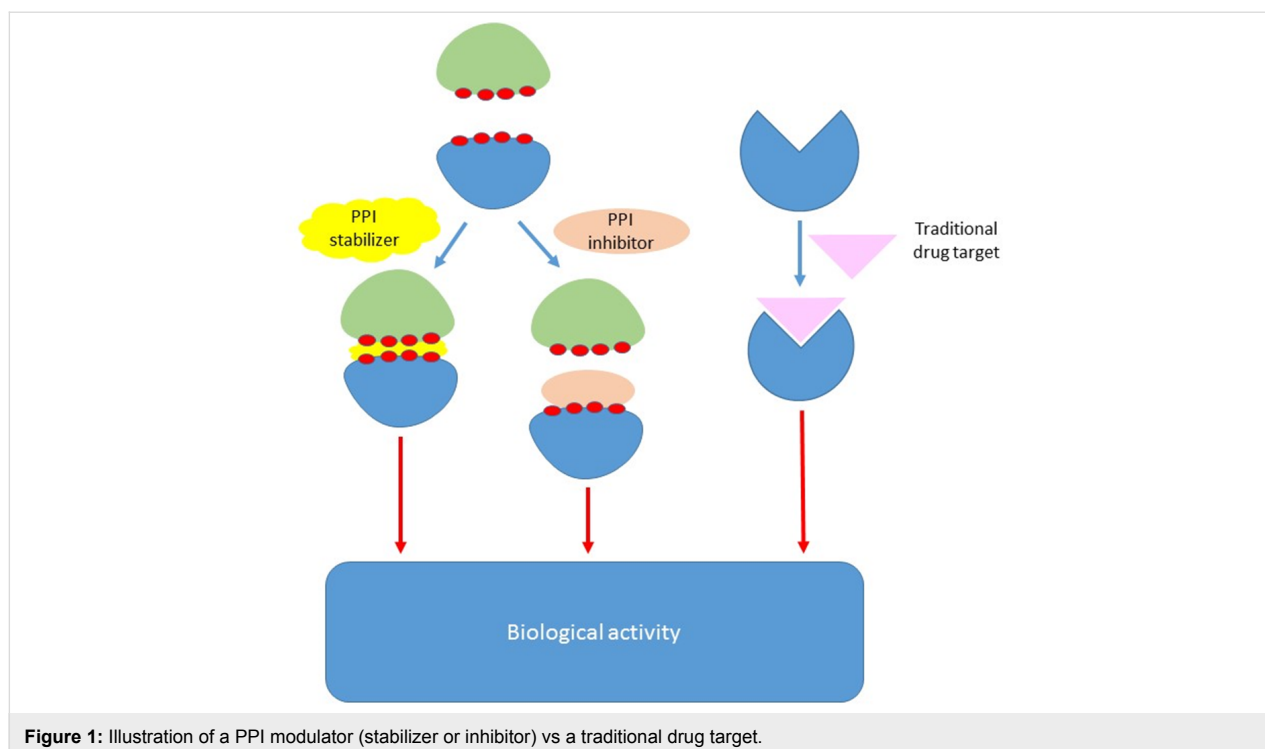 PPI
stabilizer
PPI
inhibitor
Traditional
drug target
Biological activity
Figure 1: Illustration of a PPI modulator (stabilizer or inhibitor) vs a traditional drug target.